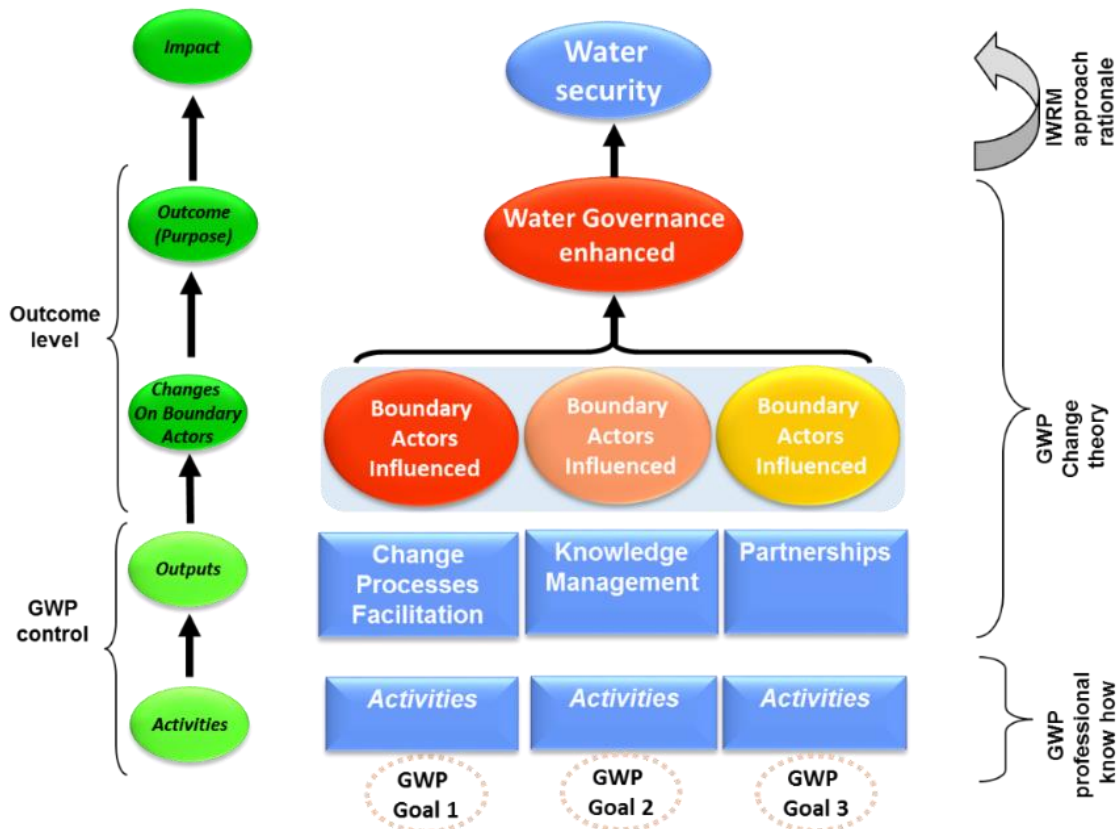 Impact
Water
security
IWRM
approach
rationale
Outcome
(Purpose)
Water Governance
enhanced
Outcome
level
Changes
On Boundary
Actors
Boundary
Actors
Influenced
Boundary
Actors
Influenced
Boundary
Actors
Influenced
GWP
Change
theory
Outputs
Change
Processes
Facilitation
Knowledge
Management
Partnerships
GWP
control
Activities
Activities
Activities
Activities
GWP
professional
know how
GWP
Goal 1
GWP
Goal 2
GWP
Goal 3